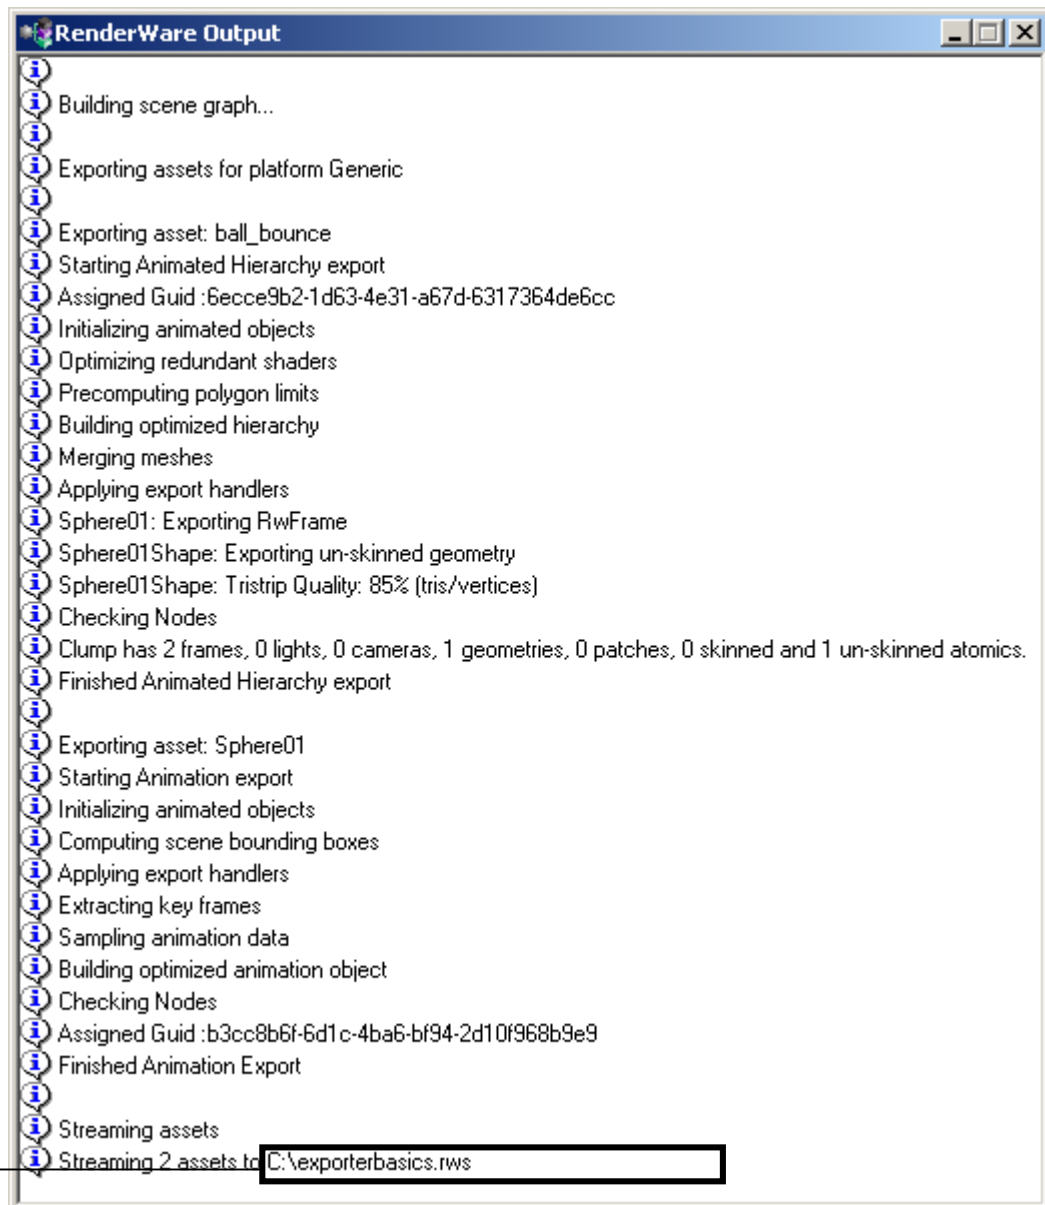 RenderWare Output
Building scene graph...
Exporting assets for platform Generic
Exporting asset: ball_bounce
Starting Animated Hierarchy export
Assigned Guid :6ecce9b2-1d63-4e31-a67d-6317364de6cc
Initializing animated objects
Optimizing redundant shaders
Precomputing polygon limits
Building optimized hierarchy
Merging meshes
Applying export handlers
Sphere01: Exporting RwFrame
Sphere01Shape: Exporting un-skinned geometry
Sphere01Shape: Tristrip Quality: 85% (tris/vertices)
Checking Nodes
Clump has 2 frames, 0 lights, 0 cameras, 1 geometries, 0 patches, 0 skinned and 1 un-skinned atomics.
Finished Animated Hierarchy export
Exporting asset: Sphere01
Starting Animation export
Initializing animated objects
Computing scene bounding boxes
Applying export handlers
Extracting key frames
Sampling animation data
Building optimized animation object
Checking Nodes
Assigned Guid :b3cc8b6f-6d1c-4ba6-bf94-2d10f968b9e9
Finished Animation Export
Streaming assets
Streaming 2 assets to C:\exporterbasics.rws